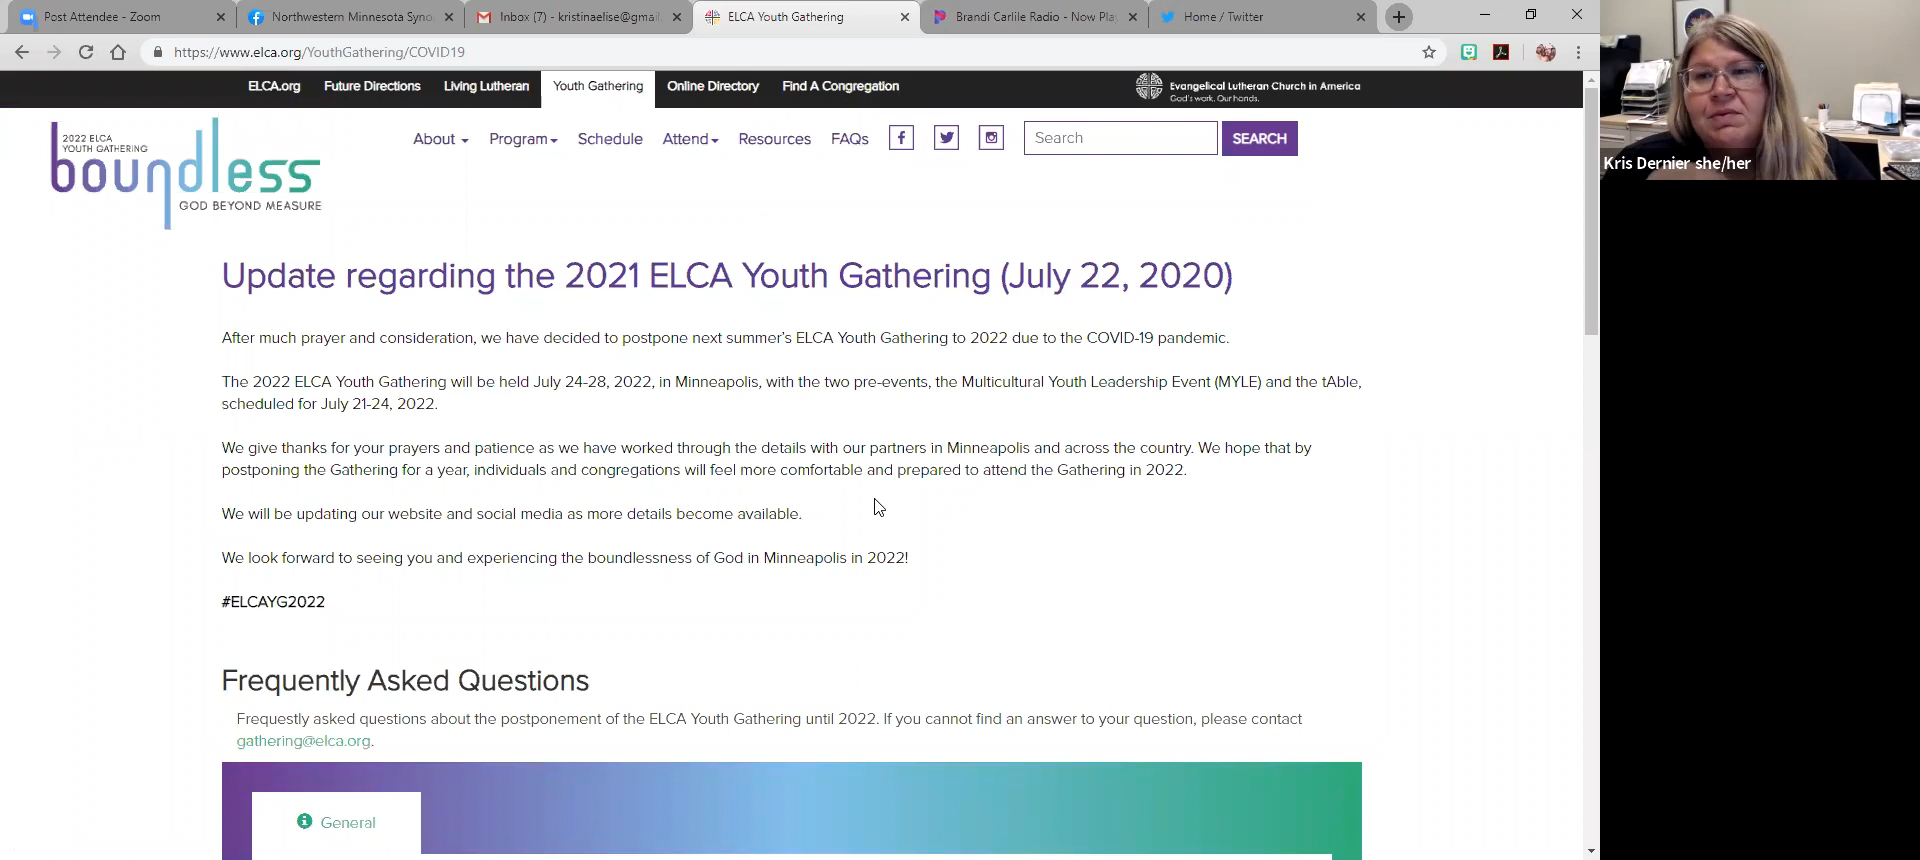 Post Attendee - Zoom
Northwestern Minnesota Syno
Inbox (7) - kristinaelise@gmail.
ELCA Youth Gathering
Brandi Carlile Radio - Now Pla
Home / Twitter
https://www.elca.org/YouthGathering/COVID19
ELCA.org
Future Directions
Living Lutheran
Youth Gathering
Online Directory
Find A Congregation
Evangelical Lutheran Church in America
God's work. Our hands.
2022 ELCA
YOUTH GATHERING
boundless
GOD BEYOND MEASURE
About
Program
Schedule
Attend
Resources
FAQs
Search
SEARCH
Kris Dernier she/her
Update regarding the 2021 ELCA Youth Gathering (July 22, 2020)
After much prayer and consideration, we have decided to postpone next summer's ELCA Youth Gathering to 2022 due to the COVID-19 pandemic.
The 2022 ELCA Youth Gathering will be held July 24-28, 2022, in Minneapolis, with the two pre-events, the Multicultural Youth Leadership Event (MYLE) and the tAble,
scheduled for July 21-24, 2022.
We give thanks for your prayers and patience as we have worked through the details with our partners in Minneapolis and across the country. We hope that by
postponing the Gathering for a year, individuals and congregations will feel more comfortable and prepared to attend the Gathering in 2022.
We will be updating our website and social media as more details become available.
We look forward to seeing you and experiencing the boundlessness of God in Minneapolis in 2022!
#ELCAYG2022
Frequently Asked Questions
Frequestly asked questions about the postponement of the ELCA Youth Gathering until 2022. If you cannot find an answer to your question, please contact
gathering@elca.org.
General